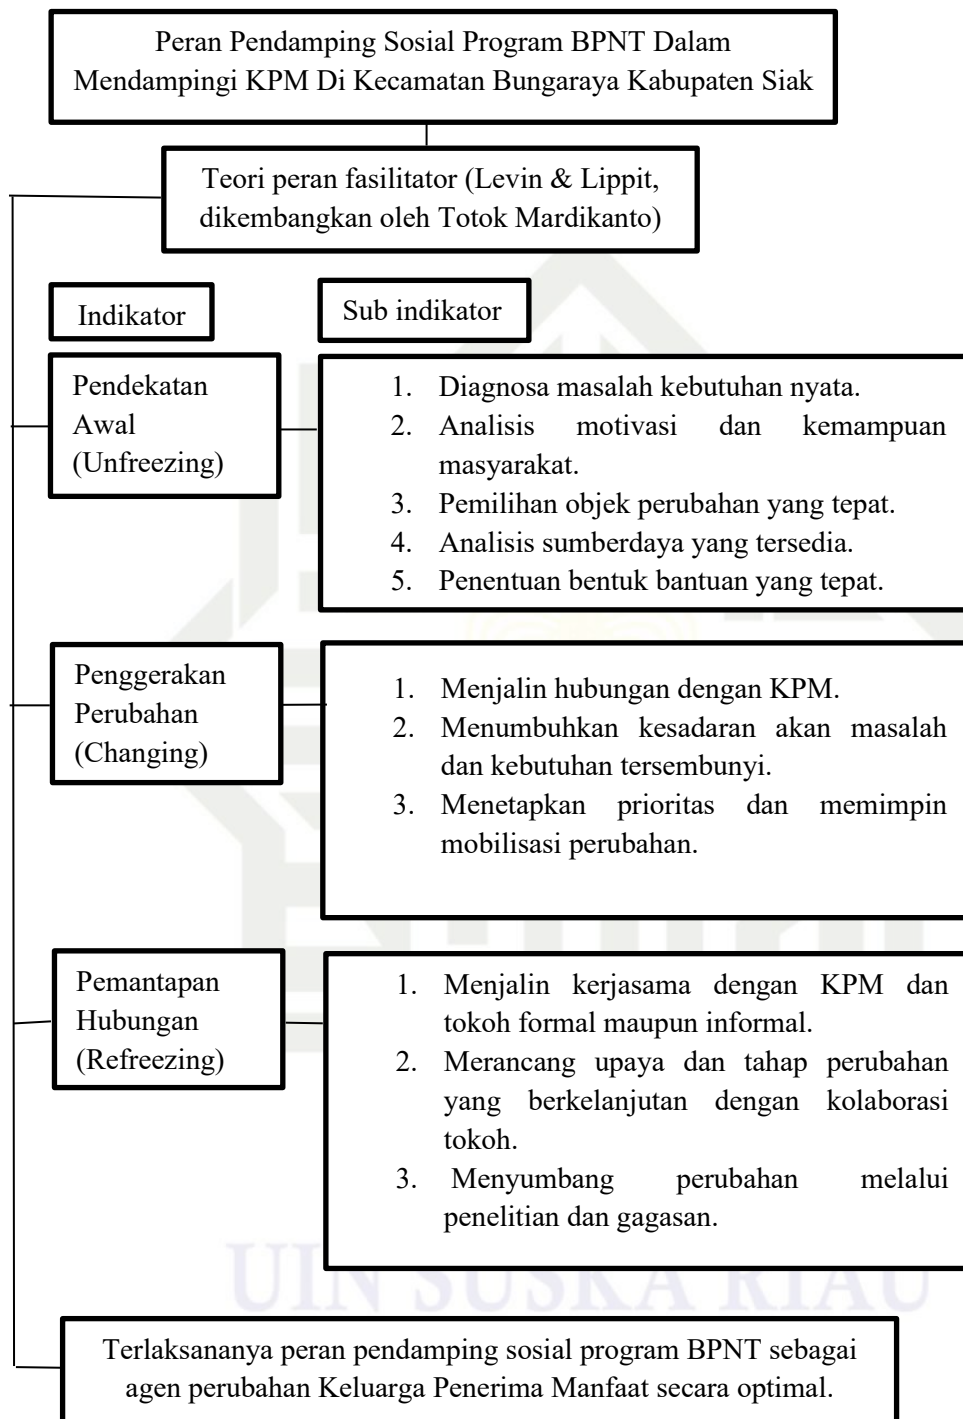 Peran Pendamping Sosial Program BPNT Dalam
Mendampingi KPM Di Kecamatan Bungaraya Kabupaten Siak
Teori peran fasilitator (Levin & Lippit,
dikembangkan oleh Totok Mardikanto)
Indikator
Sub indikator
Pendekatan
Awal
(Unfreezing)
1. Diagnosa masalah kebutuhan nyata.
2. Analisis motivasi dan kemampuan
masyarakat.
3. Pemilihan objek perubahan yang tepat.
4. Analisis sumberdaya yang tersedia.
5. Penentuan bentuk bantuan yang tepat.
Penggerakan
Perubahan
(Changing)
1. Menjalin hubungan dengan KPM.
2. Menumbuhkan kesadaran akan masalah
dan kebutuhan tersembunyi.
3. Menetapkan prioritas dan memimpin
mobilisasi perubahan.
Pemantapan
Hubungan
(Refreezing)
1. Menjalin kerjasama dengan KPM dan
tokoh formal maupun informal.
2. Merancang upaya dan tahap perubahan
yang berkelanjutan dengan kolaborasi
tokoh.
3. Menyumbang perubahan melalui
penelitian dan gagasan.
UIN SUSKA RIAU
Terlaksananya peran pendamping sosial program BPNT sebagai
agen perubahan Keluarga Penerima Manfaat secara optimal.